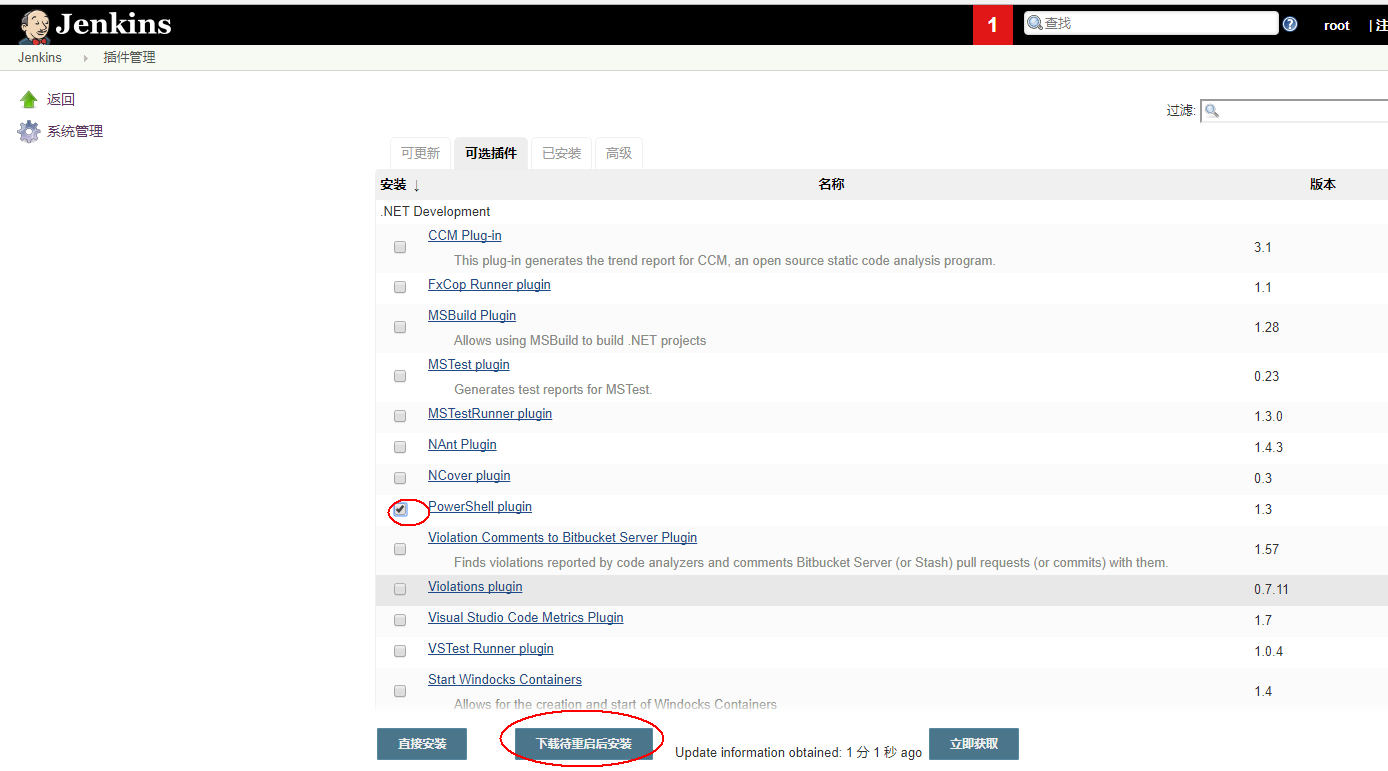 Jenkins
1
查找
?
root
| 注
Jenkins
插件管理
返回
系统管理
过滤:
可更新
可选插件
已安装
高级
安装 ↓
名称
版本
.NET Development
CCM Plug-in
This plug-in generates the trend report for CCM, an open source static code analysis program.
3.1
FxCop Runner plugin
1.1
MSBuild Plugin
Allows using MSBuild to build .NET projects
1.28
MSTest plugin
Generates test reports for MSTest.
0.23
MSTestRunner plugin
1.3.0
NAnt Plugin
1.4.3
NCover plugin
0.3
PowerShell plugin
1.3
Violation Comments to Bitbucket Server Plugin
Finds violations reported by code analyzers and comments Bitbucket Server (or Stash) pull requests (or commits) with them.
1.57
Violations plugin
0.7.11
Visual Studio Code Metrics Plugin
1.7
VSTest Runner plugin
1.0.4
Start Windocks Containers
Allows for the creation and start of Windocks Containers
1.4
直接安装
下载待重启后安装
Update information obtained: 1 分 1 秒 ago
立即获取